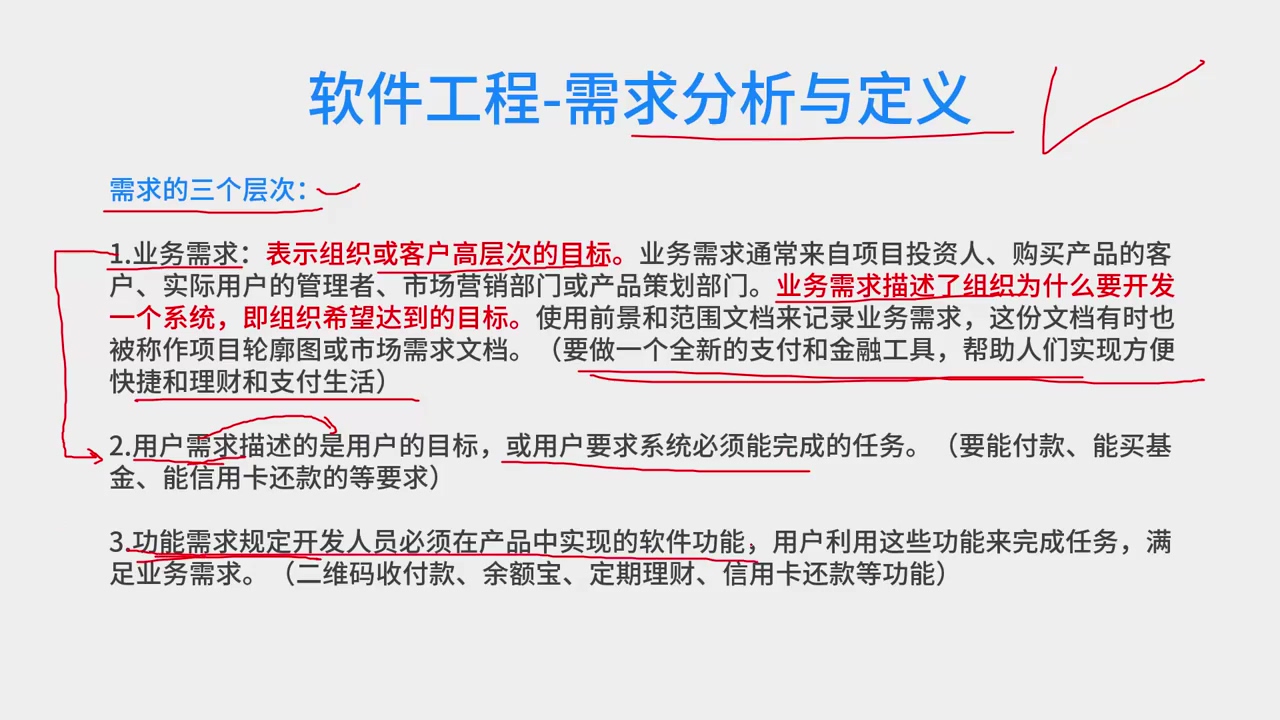 软件工程-需求分析与定义
需求的三个层次：
1.业务需求：表示组织或客户高层次的目标。业务需求通常来自项目投资人、购买产品的客
户、实际用户的管理者、市场营销部门或产品策划部门。业务需求描述了组织为什么要开发
一个系统，即组织希望达到的目标。使用前景和范围文档来记录业务需求，这份文档有时也
被称作项目轮廓图或市场需求文档。（要做一个全新的支付和金融工具，帮助人们实现方便
快捷和理财和支付生活）
2.用户需求描述的是用户的目标，或用户要求系统必须能完成的任务。（要能付款、能买基
金、能信用卡还款的等要求）
3.功能需求规定开发人员必须在产品中实现的软件功能，用户利用这些功能来完成任务，满
足业务需求。（二维码收付款、余额宝、定期理财、信用卡还款等功能）